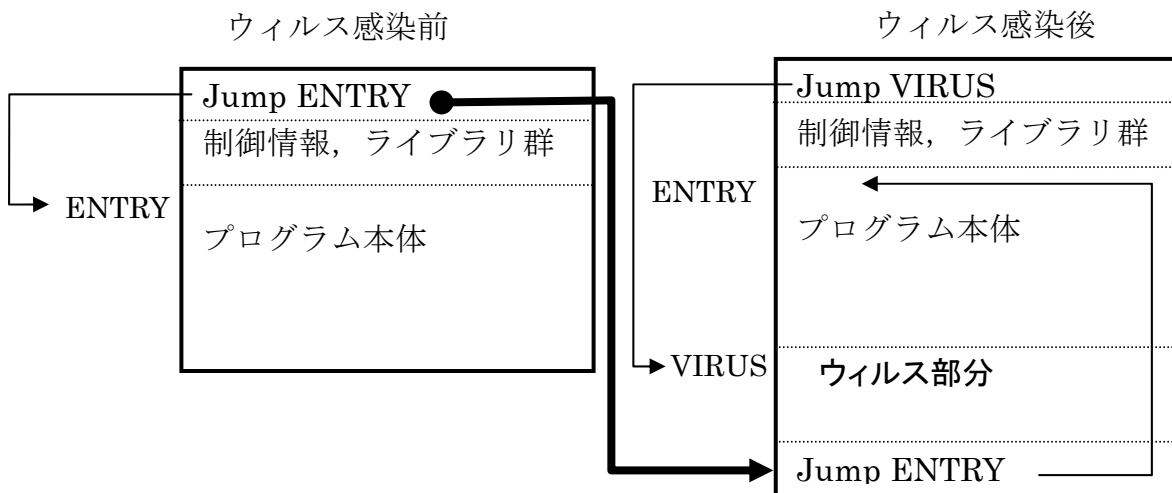 ウィルス感染前
Jump ENTRY
制御情報，ライブラリ群
ENTRY
プログラム本体
ウィルス感染後
Jump VIRUS
制御情報，ライブラリ群
ENTRY
プログラム本体
VIRUS
ウィルス部分
Jump ENTRY